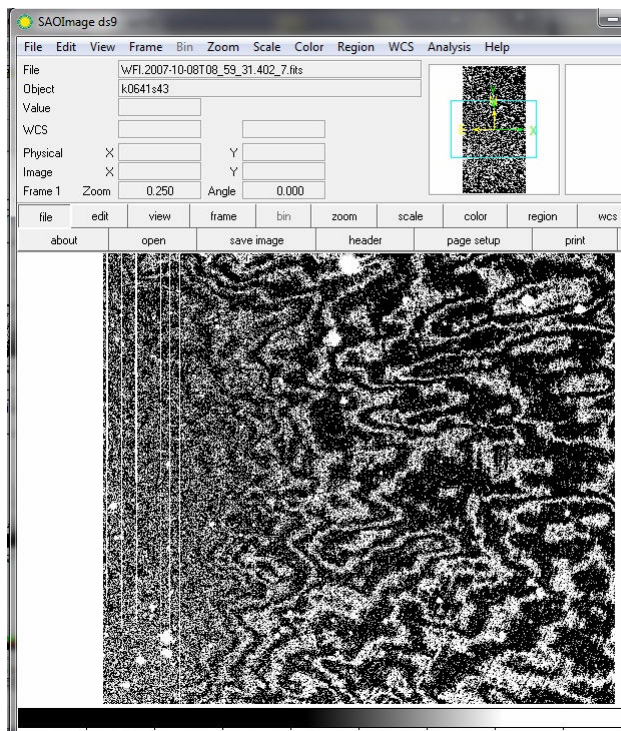 SAOImage ds9
File Edit View Frame Bin Zoom Scale Color Region WCS Analysis Help
File WFI.2007-10-08T08_59_31.402_7.fits
Object k0641s43
Value
WCS
Physical X Y
Image X Y
Frame 1 Zoom 0.250 Angle 0.000
file edit view frame bin zoom scale color region wcs
about open save image header page setup print